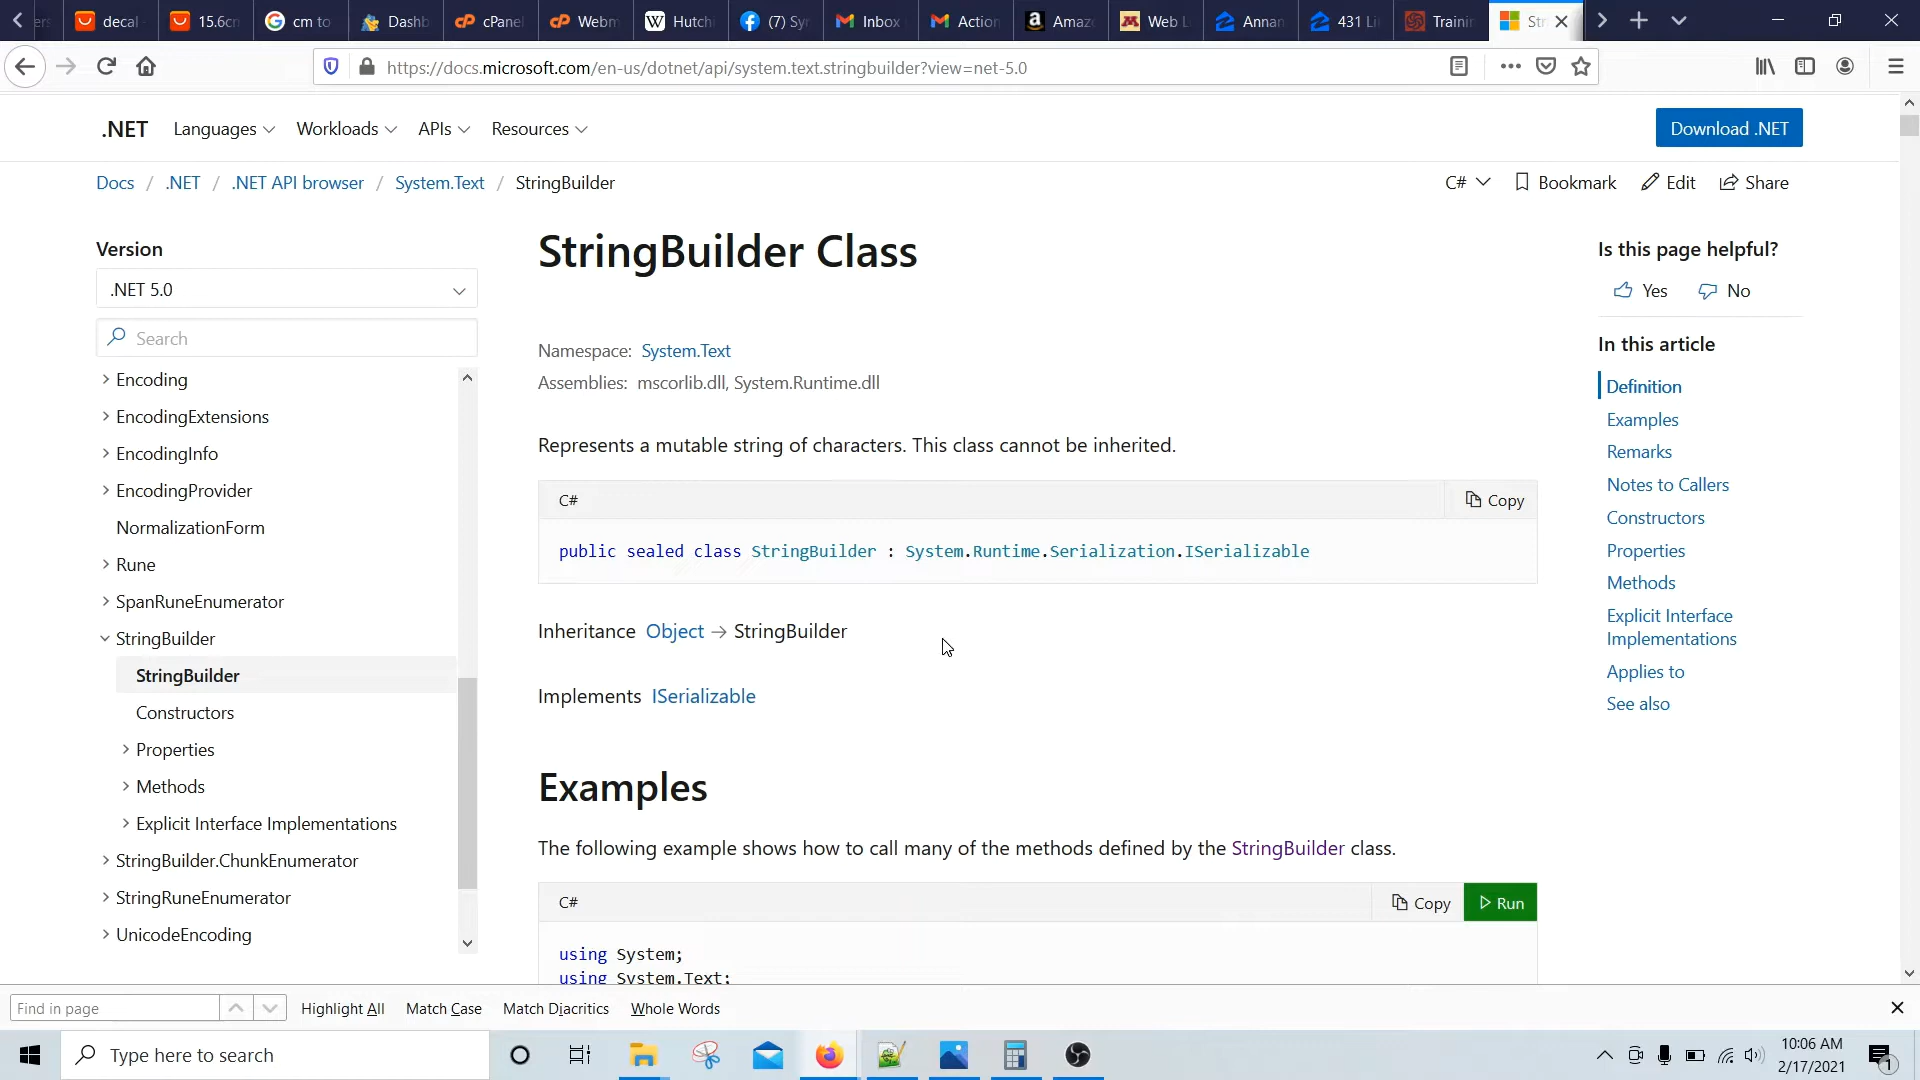 decal
15.6cm
cm to
Dashb
cPanel
Webm
Hutch
(7) Syn
Inbox
Action
Amazo
Web L
Annan
431 Li
Trainin
Str
https://docs.microsoft.com/en-us/dotnet/api/system.text.stringbuilder?view=net-5.0
.NET Languages Workloads APIs Resources
Download .NET
Docs / .NET / .NET API browser / System.Text / StringBuilder
C# Bookmark Edit Share
Version
.NET 5.0
Search
Encoding
EncodingExtensions
EncodingInfo
EncodingProvider
NormalizationForm
Rune
SpanRuneEnumerator
StringBuilder
StringBuilder
Constructors
Properties
Methods
Explicit Interface Implementations
StringBuilder.ChunkEnumerator
StringRuneEnumerator
UnicodeEncoding
StringBuilder Class
Namespace: System.Text
Assemblies: mscorlib.dll, System.Runtime.dll
Represents a mutable string of characters. This class cannot be inherited.
C#
Copy
public sealed class StringBuilder : System.Runtime.Serialization.ISerializable
Inheritance Object → StringBuilder
Implements ISerializable
Examples
The following example shows how to call many of the methods defined by the StringBuilder class.
C#
Copy
Run
using System;
using System.Text;
Is this page helpful?
Yes No
In this article
Definition
Examples
Remarks
Notes to Callers
Constructors
Properties
Methods
Explicit Interface
Implementations
Applies to
See also
Find in page
Highlight All Match Case Match Diacritics Whole Words
Type here to search
10:06 AM
2/17/2021
1